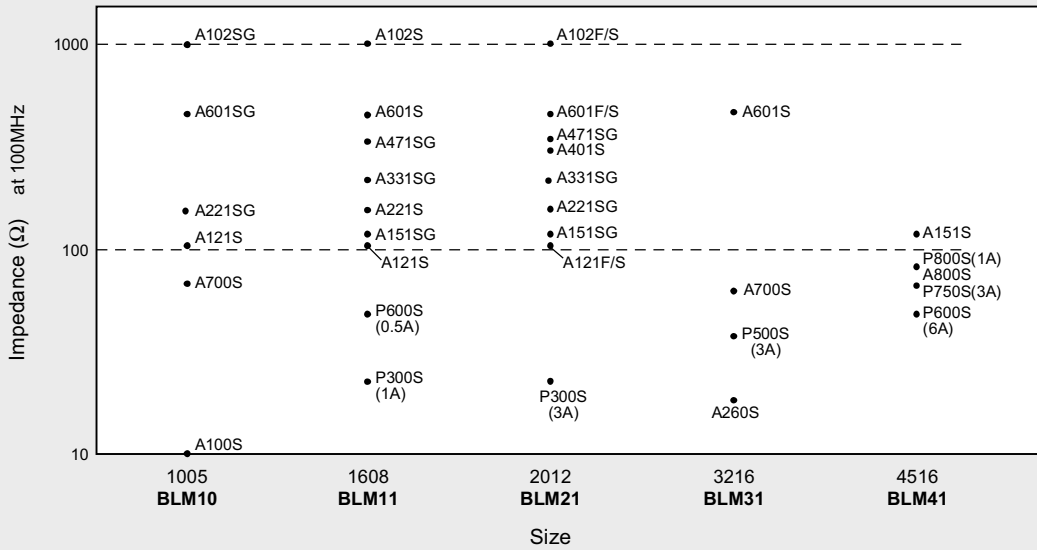 Impedance (Ω) at 100MHz
1000
100
10
A102SG
A601SG
A221SG
A121S
A700S
A100S
A102S
A601S
A471SG
A331SG
A221S
A151SG
A121S
P600S
(0.5A)
P300S
(1A)
A102F/S
A601F/S
A471SG
A401S
A331SG
A221SG
A151SG
A121F/S
P300S
(3A)
A601S
A700S
P500S
(3A)
A260S
A151S
P800S(1A)
A800S
P750S(3A)
P600S
(6A)
1005
BLM10
1608
BLM11
2012
BLM21
3216
BLM31
4516
BLM41
Size